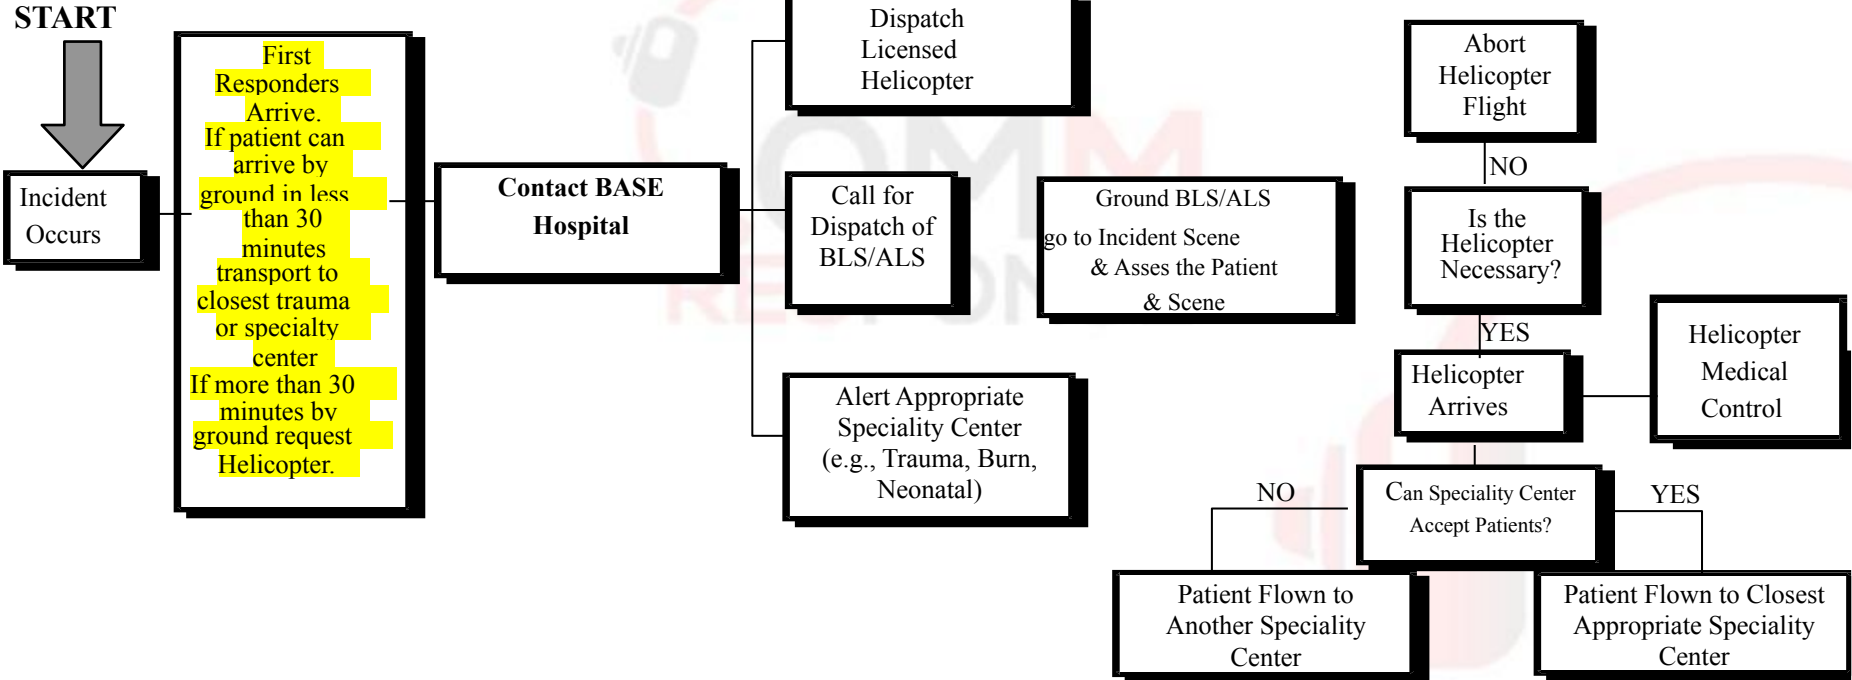 START
Incident
Occurs
First
Responders
Arrive.
If patient can
arrive by
ground in less
than 30
minutes
transport to
closest trauma
or specialty
center
If more than 30
minutes by
ground request
Helicopter.
Contact BASE
Hospital
Dispatch
Licensed
Helicopter
Call for
Dispatch of
BLS/ALS
Alert Appropriate
Speciality Center
(e.g., Trauma, Burn,
Neonatal)
Ground BLS/ALS
go to Incident Scene
& Asses the Patient
& Scene
Abort
Helicopter
Flight
NO
Is the
Helicopter
Necessary?
YES
Helicopter
Arrives
Helicopter
Medical
Control
Can Speciality Center
Accept Patients?
NO
YES
Patient Flown to
Another Speciality
Center
Patient Flown to Closest
Appropriate Speciality
Center